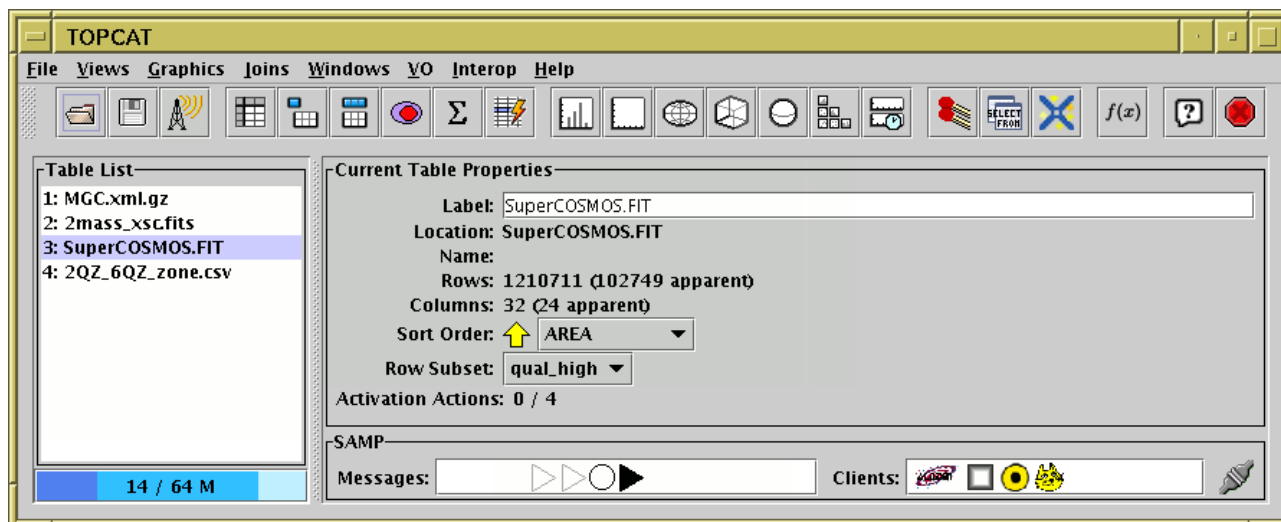 TOPCAT
File Views Graphics Joins Windows VO Interop Help
Σ SELECT FROM f(x) ?
Table List
1: MGC.xml.gz
2: 2mass_xsc.fits
3: SuperCOSMOS.FIT
4: 2QZ_6QZ_zone.csv
14 / 64 M
Current Table Properties
Label: SuperCOSMOS.FIT
Location: SuperCOSMOS.FIT
Name:
Rows: 1210711 (102749 apparent)
Columns: 32 (24 apparent)
Sort Order: AREA
Row Subset: qual_high
Activation Actions: 0 / 4
SAMP
Messages: Clients: